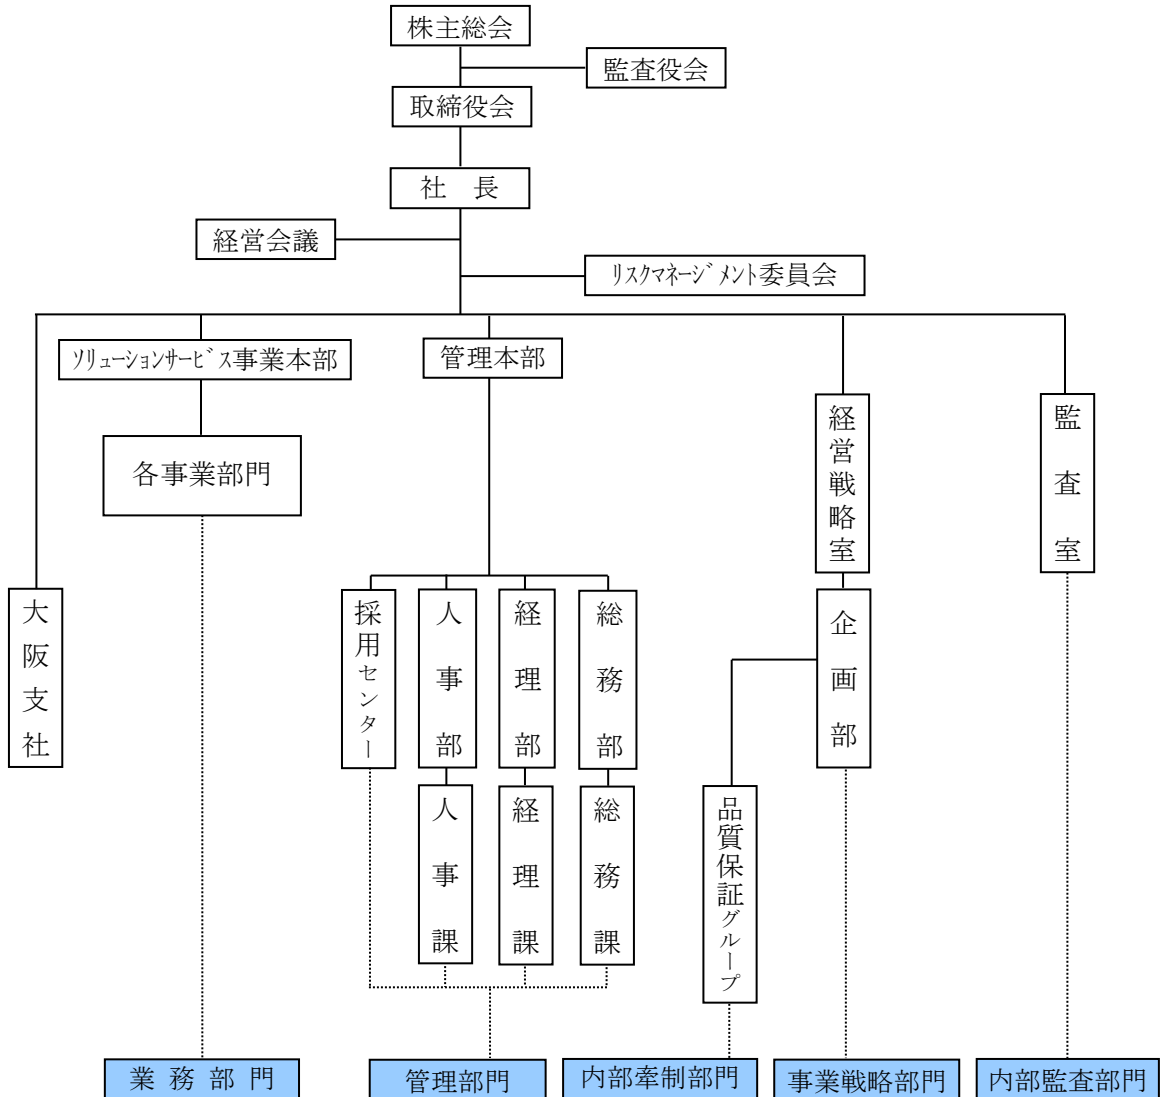 株主総会
監査役会
取締役会
社　長
経営会議
ﾘｽｸﾏﾈｰｼﾞﾒﾝﾄ委員会
ｿﾘｭｰｼｮﾝｻｰﾋﾞｽ事業本部
管理本部
各事業部門
経営戦略室
監査室
大阪支社
採用センター
人事部
経理部
総務部
企画部
人事課
経理課
総務課
品質保証グループ
業務部門
管理部門
内部牽制部門
事業戦略部門
内部監査部門